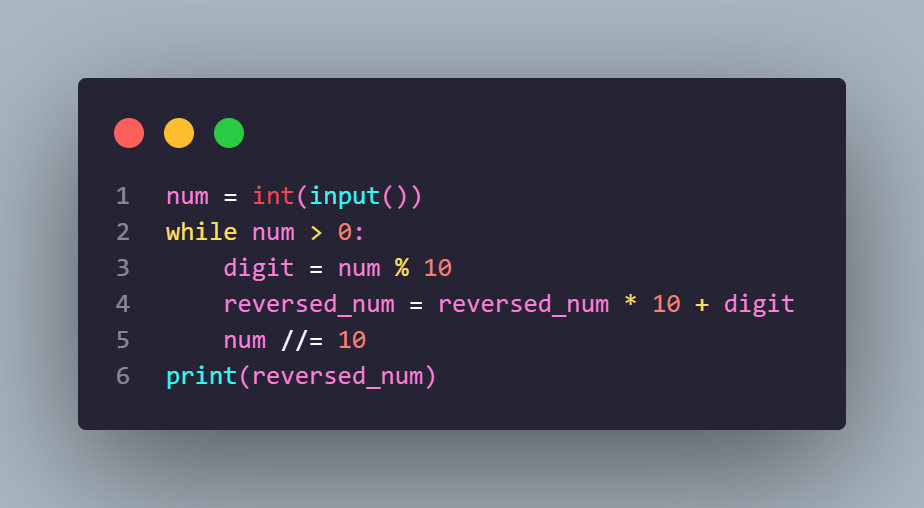 1 num = int(input())
2 while num > 0:
3     digit = num % 10
4     reversed_num = reversed_num * 10 + digit
5     num //= 10
6 print(reversed_num)